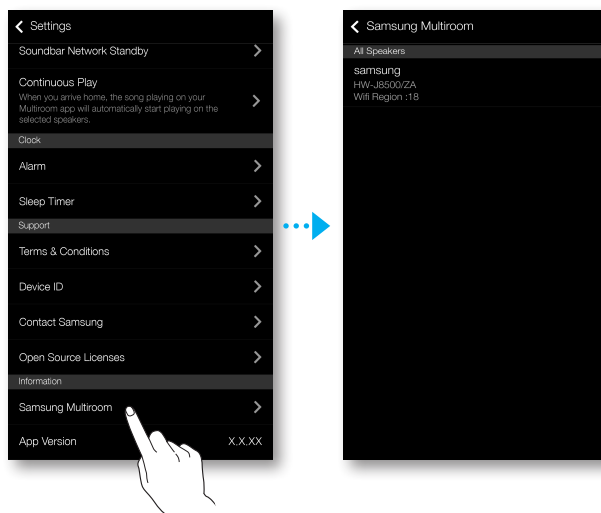 Settings
Soundbar Network Standby
Continuous Play
When you arrive home, the song playing on your
Multiroom app will automatically start playing on the
selected speakers.
Clock
Alarm
Sleep Timer
Support
Terms & Conditions
Device ID
Contact Samsung
Open Source Licenses
Information
Samsung Multiroom
App Version X.X.XX
Samsung Multiroom
All Speakers
samsung
HW-J8500/ZA
Wifi Region :18